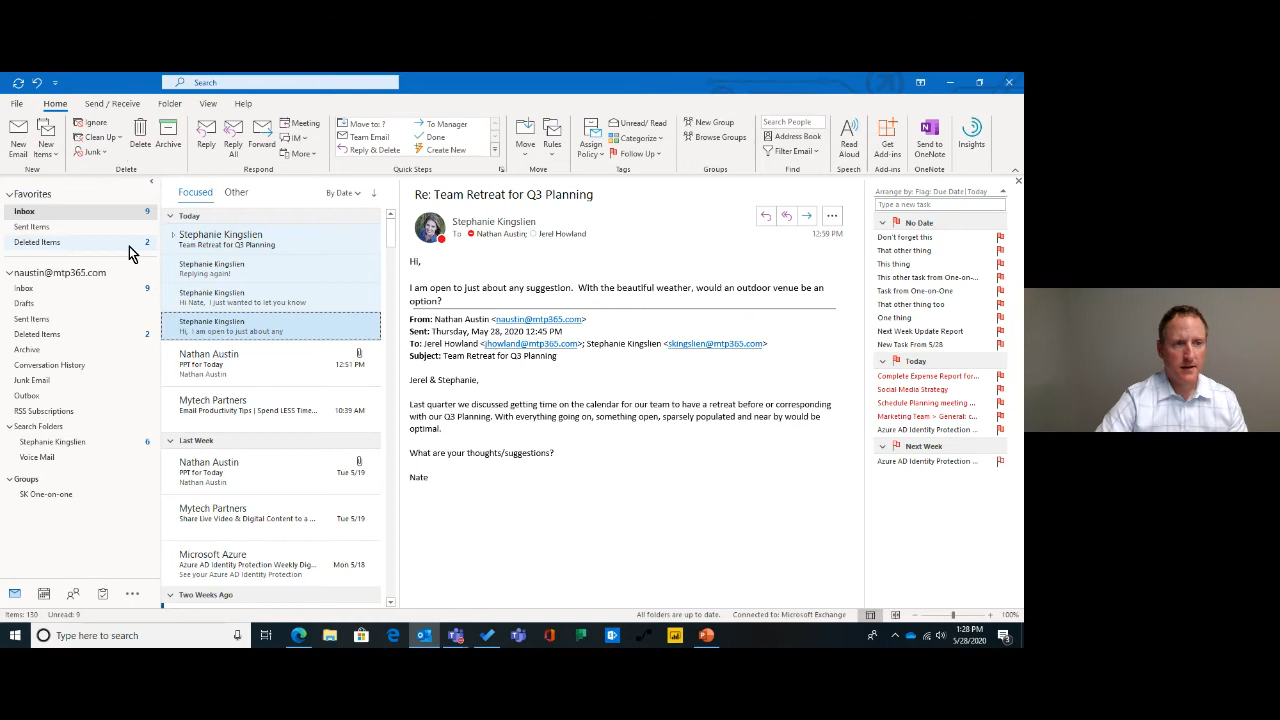 Search
File Home Send / Receive Folder View Help
New Email
New Items
New
Ignore
Clean Up
Junk
Delete
Archive
Delete
Reply
Reply All
Forward
Meeting
IM
More
Respond
Move to: ?
Team Email
Reply & Delete
To Manager
Done
Create New
Quick Steps
Move
Rules
Move
Assign Policy
Unread/ Read
Categorize
Follow Up
Tags
New Group
Browse Groups
Groups
Search People
Address Book
Filter Email
Find
Read Aloud
Speech
Get Add-ins
Add-ins
Send to OneNote
OneNote
Insights
Favorites
Inbox 9
Sent Items
Deleted Items 2
naustin@mtp365.com
Inbox 9
Drafts
Sent Items
Deleted Items 2
Archive
Conversation History
Junk Email
Outbox
RSS Subscriptions
Search Folders
Stephanie Kingslien 6
Voice Mail
Groups
SK One-on-one
Focused Other By Date
Today
Stephanie Kingslien
Team Retreat for Q3 Planning
Stephanie Kingslien
Replying again!
Stephanie Kingslien
Hi Nate, I just wanted to let you know
Stephanie Kingslien
Hi, I am open to just about any
Nathan Austin
PPT for Today 12:51 PM
Nathan Austin
Mytech Partners
Email Productivity Tips | Spend LESS Time... 10:39 AM
Last Week
Nathan Austin
PPT for Today Tue 5/19
Nathan Austin
Mytech Partners
Share Live Video & Digital Content to a ... Tue 5/19
Microsoft Azure
Azure AD Identity Protection Weekly Dig... Mon 5/18
See your Azure AD Identity Protection
Two Weeks Ago
Re: Team Retreat for Q3 Planning
Stephanie Kingslien
To Nathan Austin; Jerel Howland
12:59 PM
Hi,
I am open to just about any suggestion. With the beautiful weather, would an outdoor venue be an
option?
From: Nathan Austin <naustin@mtp365.com>
Sent: Thursday, May 28, 2020 12:45 PM
To: Jerel Howland <jhowland@mtp365.com>; Stephanie Kingslien <skingslien@mtp365.com>
Subject: Team Retreat for Q3 Planning
Jerel & Stephanie,
Last quarter we discussed getting time on the calendar for our team to have a retreat before or corresponding
with our Q3 Planning. With everything going on, something open, sparsely populated and near by would be
optimal.
What are your thoughts/suggestions?
Nate
Arrange by: Flag: Due Date | Today
Type a new task
No Date
Don't forget this
That other thing
This thing
This other task from One-on-...
Task from One-on-One
That other thing too
One thing
Next Week Update Report
New Task From 5/28
Today
Complete Expense Report for...
Social Media Strategy
Schedule Planning meeting ...
Marketing Team > General: c...
Azure AD Identity Protection ...
Next Week
Azure AD Identity Protection ...
Items: 130 Unread: 9 All folders are up to date. Connected to: Microsoft Exchange 100%
Type here to search
1:28 PM
5/28/2020
3